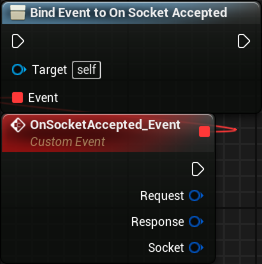 Bind Event to On Socket Accepted
Target self
Event
OnSocketAccepted_Event
Custom Event
Request
Response
Socket